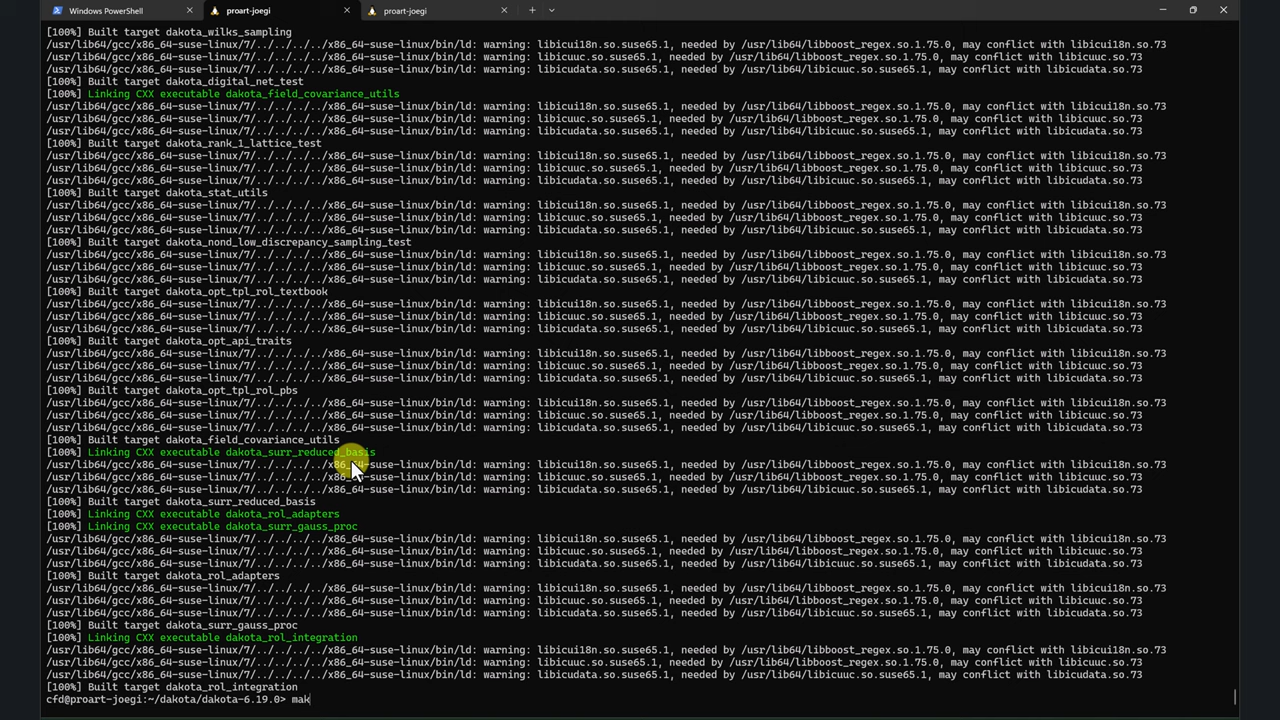 Windows PowerShell
proart-joegi
proart-joegi
[100%] Built target dakota_wilks_sampling
/usr/lib64/gcc/x86_64-suse-linux/7/../../../../x86_64-suse-linux/bin/ld: warning: libicui18n.so.suse65.1, needed by /usr/lib64/libboost_regex.so.1.75.0, may conflict with libicui18n.so.73
/usr/lib64/gcc/x86_64-suse-linux/7/../../../../x86_64-suse-linux/bin/ld: warning: libicuuc.so.suse65.1, needed by /usr/lib64/libboost_regex.so.1.75.0, may conflict with libicuuc.so.73
/usr/lib64/gcc/x86_64-suse-linux/7/../../../../x86_64-suse-linux/bin/ld: warning: libicudata.so.suse65.1, needed by /usr/lib64/libicuuc.so.suse65.1, may conflict with libicudata.so.73
[100%] Built target dakota_digital_net_test
[100%] Linking CXX executable dakota_field_covariance_utils
/usr/lib64/gcc/x86_64-suse-linux/7/../../../../x86_64-suse-linux/bin/ld: warning: libicui18n.so.suse65.1, needed by /usr/lib64/libboost_regex.so.1.75.0, may conflict with libicui18n.so.73
/usr/lib64/gcc/x86_64-suse-linux/7/../../../../x86_64-suse-linux/bin/ld: warning: libicuuc.so.suse65.1, needed by /usr/lib64/libboost_regex.so.1.75.0, may conflict with libicuuc.so.73
/usr/lib64/gcc/x86_64-suse-linux/7/../../../../x86_64-suse-linux/bin/ld: warning: libicudata.so.suse65.1, needed by /usr/lib64/libicuuc.so.suse65.1, may conflict with libicudata.so.73
[100%] Built target dakota_rank_1_lattice_test
/usr/lib64/gcc/x86_64-suse-linux/7/../../../../x86_64-suse-linux/bin/ld: warning: libicui18n.so.suse65.1, needed by /usr/lib64/libboost_regex.so.1.75.0, may conflict with libicui18n.so.73
/usr/lib64/gcc/x86_64-suse-linux/7/../../../../x86_64-suse-linux/bin/ld: warning: libicuuc.so.suse65.1, needed by /usr/lib64/libboost_regex.so.1.75.0, may conflict with libicuuc.so.73
/usr/lib64/gcc/x86_64-suse-linux/7/../../../../x86_64-suse-linux/bin/ld: warning: libicudata.so.suse65.1, needed by /usr/lib64/libicuuc.so.suse65.1, may conflict with libicudata.so.73
[100%] Built target dakota_stat_utils
/usr/lib64/gcc/x86_64-suse-linux/7/../../../../x86_64-suse-linux/bin/ld: warning: libicui18n.so.suse65.1, needed by /usr/lib64/libboost_regex.so.1.75.0, may conflict with libicui18n.so.73
/usr/lib64/gcc/x86_64-suse-linux/7/../../../../x86_64-suse-linux/bin/ld: warning: libicuuc.so.suse65.1, needed by /usr/lib64/libboost_regex.so.1.75.0, may conflict with libicuuc.so.73
/usr/lib64/gcc/x86_64-suse-linux/7/../../../../x86_64-suse-linux/bin/ld: warning: libicudata.so.suse65.1, needed by /usr/lib64/libicuuc.so.suse65.1, may conflict with libicudata.so.73
[100%] Built target dakota_nond_low_discrepancy_sampling_test
/usr/lib64/gcc/x86_64-suse-linux/7/../../../../x86_64-suse-linux/bin/ld: warning: libicui18n.so.suse65.1, needed by /usr/lib64/libboost_regex.so.1.75.0, may conflict with libicui18n.so.73
/usr/lib64/gcc/x86_64-suse-linux/7/../../../../x86_64-suse-linux/bin/ld: warning: libicuuc.so.suse65.1, needed by /usr/lib64/libboost_regex.so.1.75.0, may conflict with libicuuc.so.73
/usr/lib64/gcc/x86_64-suse-linux/7/../../../../x86_64-suse-linux/bin/ld: warning: libicudata.so.suse65.1, needed by /usr/lib64/libicuuc.so.suse65.1, may conflict with libicudata.so.73
[100%] Built target dakota_opt_tpl_rol_textbook
/usr/lib64/gcc/x86_64-suse-linux/7/../../../../x86_64-suse-linux/bin/ld: warning: libicui18n.so.suse65.1, needed by /usr/lib64/libboost_regex.so.1.75.0, may conflict with libicui18n.so.73
/usr/lib64/gcc/x86_64-suse-linux/7/../../../../x86_64-suse-linux/bin/ld: warning: libicuuc.so.suse65.1, needed by /usr/lib64/libboost_regex.so.1.75.0, may conflict with libicuuc.so.73
/usr/lib64/gcc/x86_64-suse-linux/7/../../../../x86_64-suse-linux/bin/ld: warning: libicudata.so.suse65.1, needed by /usr/lib64/libicuuc.so.suse65.1, may conflict with libicudata.so.73
[100%] Built target dakota_opt_api_traits
/usr/lib64/gcc/x86_64-suse-linux/7/../../../../x86_64-suse-linux/bin/ld: warning: libicui18n.so.suse65.1, needed by /usr/lib64/libboost_regex.so.1.75.0, may conflict with libicui18n.so.73
/usr/lib64/gcc/x86_64-suse-linux/7/../../../../x86_64-suse-linux/bin/ld: warning: libicuuc.so.suse65.1, needed by /usr/lib64/libboost_regex.so.1.75.0, may conflict with libicuuc.so.73
/usr/lib64/gcc/x86_64-suse-linux/7/../../../../x86_64-suse-linux/bin/ld: warning: libicudata.so.suse65.1, needed by /usr/lib64/libicuuc.so.suse65.1, may conflict with libicudata.so.73
[100%] Built target dakota_opt_tpl_rol_pbs
/usr/lib64/gcc/x86_64-suse-linux/7/../../../../x86_64-suse-linux/bin/ld: warning: libicui18n.so.suse65.1, needed by /usr/lib64/libboost_regex.so.1.75.0, may conflict with libicui18n.so.73
/usr/lib64/gcc/x86_64-suse-linux/7/../../../../x86_64-suse-linux/bin/ld: warning: libicuuc.so.suse65.1, needed by /usr/lib64/libboost_regex.so.1.75.0, may conflict with libicuuc.so.73
/usr/lib64/gcc/x86_64-suse-linux/7/../../../../x86_64-suse-linux/bin/ld: warning: libicudata.so.suse65.1, needed by /usr/lib64/libicuuc.so.suse65.1, may conflict with libicudata.so.73
[100%] Built target dakota_field_covariance_utils
[100%] Linking CXX executable dakota_surr_reduced_basis
/usr/lib64/gcc/x86_64-suse-linux/7/../../../../x86_64-suse-linux/bin/ld: warning: libicui18n.so.suse65.1, needed by /usr/lib64/libboost_regex.so.1.75.0, may conflict with libicui18n.so.73
/usr/lib64/gcc/x86_64-suse-linux/7/../../../../x86_64-suse-linux/bin/ld: warning: libicuuc.so.suse65.1, needed by /usr/lib64/libboost_regex.so.1.75.0, may conflict with libicuuc.so.73
/usr/lib64/gcc/x86_64-suse-linux/7/../../../../x86_64-suse-linux/bin/ld: warning: libicudata.so.suse65.1, needed by /usr/lib64/libicuuc.so.suse65.1, may conflict with libicudata.so.73
[100%] Built target dakota_surr_reduced_basis
[100%] Linking CXX executable dakota_rol_adapters
[100%] Linking CXX executable dakota_surr_gauss_proc
/usr/lib64/gcc/x86_64-suse-linux/7/../../../../x86_64-suse-linux/bin/ld: warning: libicui18n.so.suse65.1, needed by /usr/lib64/libboost_regex.so.1.75.0, may conflict with libicui18n.so.73
/usr/lib64/gcc/x86_64-suse-linux/7/../../../../x86_64-suse-linux/bin/ld: warning: libicuuc.so.suse65.1, needed by /usr/lib64/libboost_regex.so.1.75.0, may conflict with libicuuc.so.73
/usr/lib64/gcc/x86_64-suse-linux/7/../../../../x86_64-suse-linux/bin/ld: warning: libicudata.so.suse65.1, needed by /usr/lib64/libicuuc.so.suse65.1, may conflict with libicudata.so.73
[100%] Built target dakota_rol_adapters
/usr/lib64/gcc/x86_64-suse-linux/7/../../../../x86_64-suse-linux/bin/ld: warning: libicui18n.so.suse65.1, needed by /usr/lib64/libboost_regex.so.1.75.0, may conflict with libicui18n.so.73
/usr/lib64/gcc/x86_64-suse-linux/7/../../../../x86_64-suse-linux/bin/ld: warning: libicuuc.so.suse65.1, needed by /usr/lib64/libboost_regex.so.1.75.0, may conflict with libicuuc.so.73
/usr/lib64/gcc/x86_64-suse-linux/7/../../../../x86_64-suse-linux/bin/ld: warning: libicudata.so.suse65.1, needed by /usr/lib64/libicuuc.so.suse65.1, may conflict with libicudata.so.73
[100%] Built target dakota_surr_gauss_proc
[100%] Linking CXX executable dakota_rol_integration
/usr/lib64/gcc/x86_64-suse-linux/7/../../../../x86_64-suse-linux/bin/ld: warning: libicui18n.so.suse65.1, needed by /usr/lib64/libboost_regex.so.1.75.0, may conflict with libicui18n.so.73
/usr/lib64/gcc/x86_64-suse-linux/7/../../../../x86_64-suse-linux/bin/ld: warning: libicuuc.so.suse65.1, needed by /usr/lib64/libboost_regex.so.1.75.0, may conflict with libicuuc.so.73
/usr/lib64/gcc/x86_64-suse-linux/7/../../../../x86_64-suse-linux/bin/ld: warning: libicudata.so.suse65.1, needed by /usr/lib64/libicuuc.so.suse65.1, may conflict with libicudata.so.73
[100%] Built target dakota_rol_integration
cfd@proart-joegi:~/dakota/dakota-6.19.0> mak